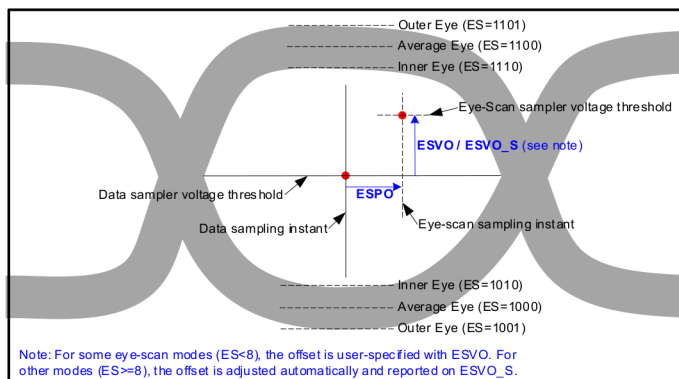 Outer Eye (ES=1101)
Average Eye (ES=1100)
Inner Eye (ES=1110)
Eye-Scan sampler voltage threshold
ESVO / ESVO_S (see note)
Data sampler voltage threshold
ESPO
Data sampling instant
Eye-scan sampling instant
Inner Eye (ES=1010)
Average Eye (ES=1000)
Outer Eye (ES=1001)
Note: For some eye-scan modes (ES<8), the offset is user-specified with ESVO. For
other modes (ES>=8), the offset is adjusted automatically and reported on ESVO_S.